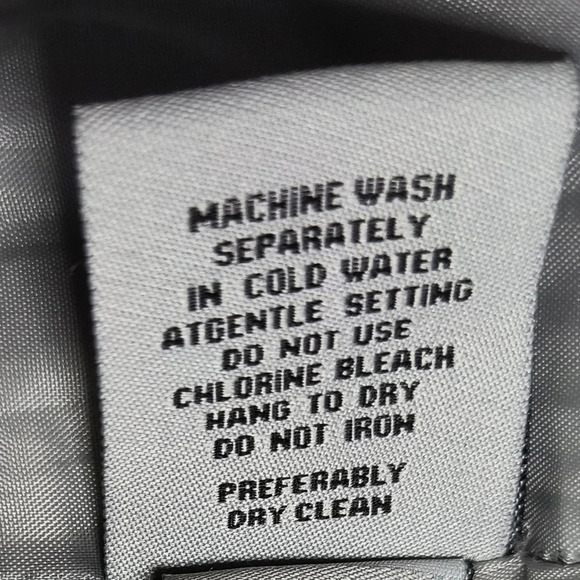 MACHINE WASH
SEPARATELY
IN COLD WATER
ATGENTLE SETTING
DO NOT USE
CHLORINE BLEACH
HANG TO DRY
DO NOT IRON
PREFERABLY
DRY CLEAN